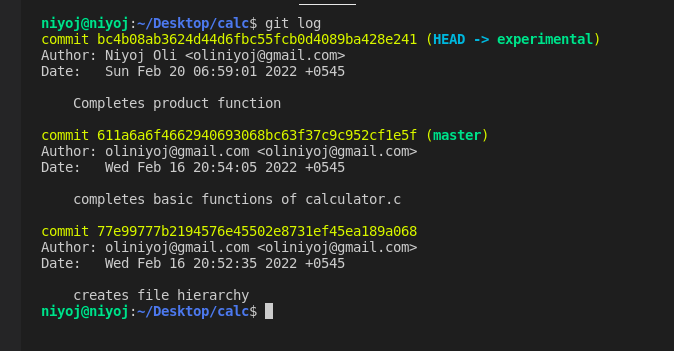 niyoj@niyoj:~/Desktop/calc$ git log
commit bc4b08ab3624d44d6fbc55fcb0d4089ba428e241 (HEAD -> experimental)
Author: Niyoj Oli <oliniyoj@gmail.com>
Date:   Sun Feb 20 06:59:01 2022 +0545
    Completes product function
commit 611a6a6f4662940693068bc63f37c9c952cf1e5f (master)
Author: oliniyoj@gmail.com <oliniyoj@gmail.com>
Date:   Wed Feb 16 20:54:05 2022 +0545
    completes basic functions of calculator.c
commit 77e99777b2194576e45502e8731ef45ea189a068
Author: oliniyoj@gmail.com <oliniyoj@gmail.com>
Date:   Wed Feb 16 20:52:35 2022 +0545
    creates file hierarchy
niyoj@niyoj:~/Desktop/calc$